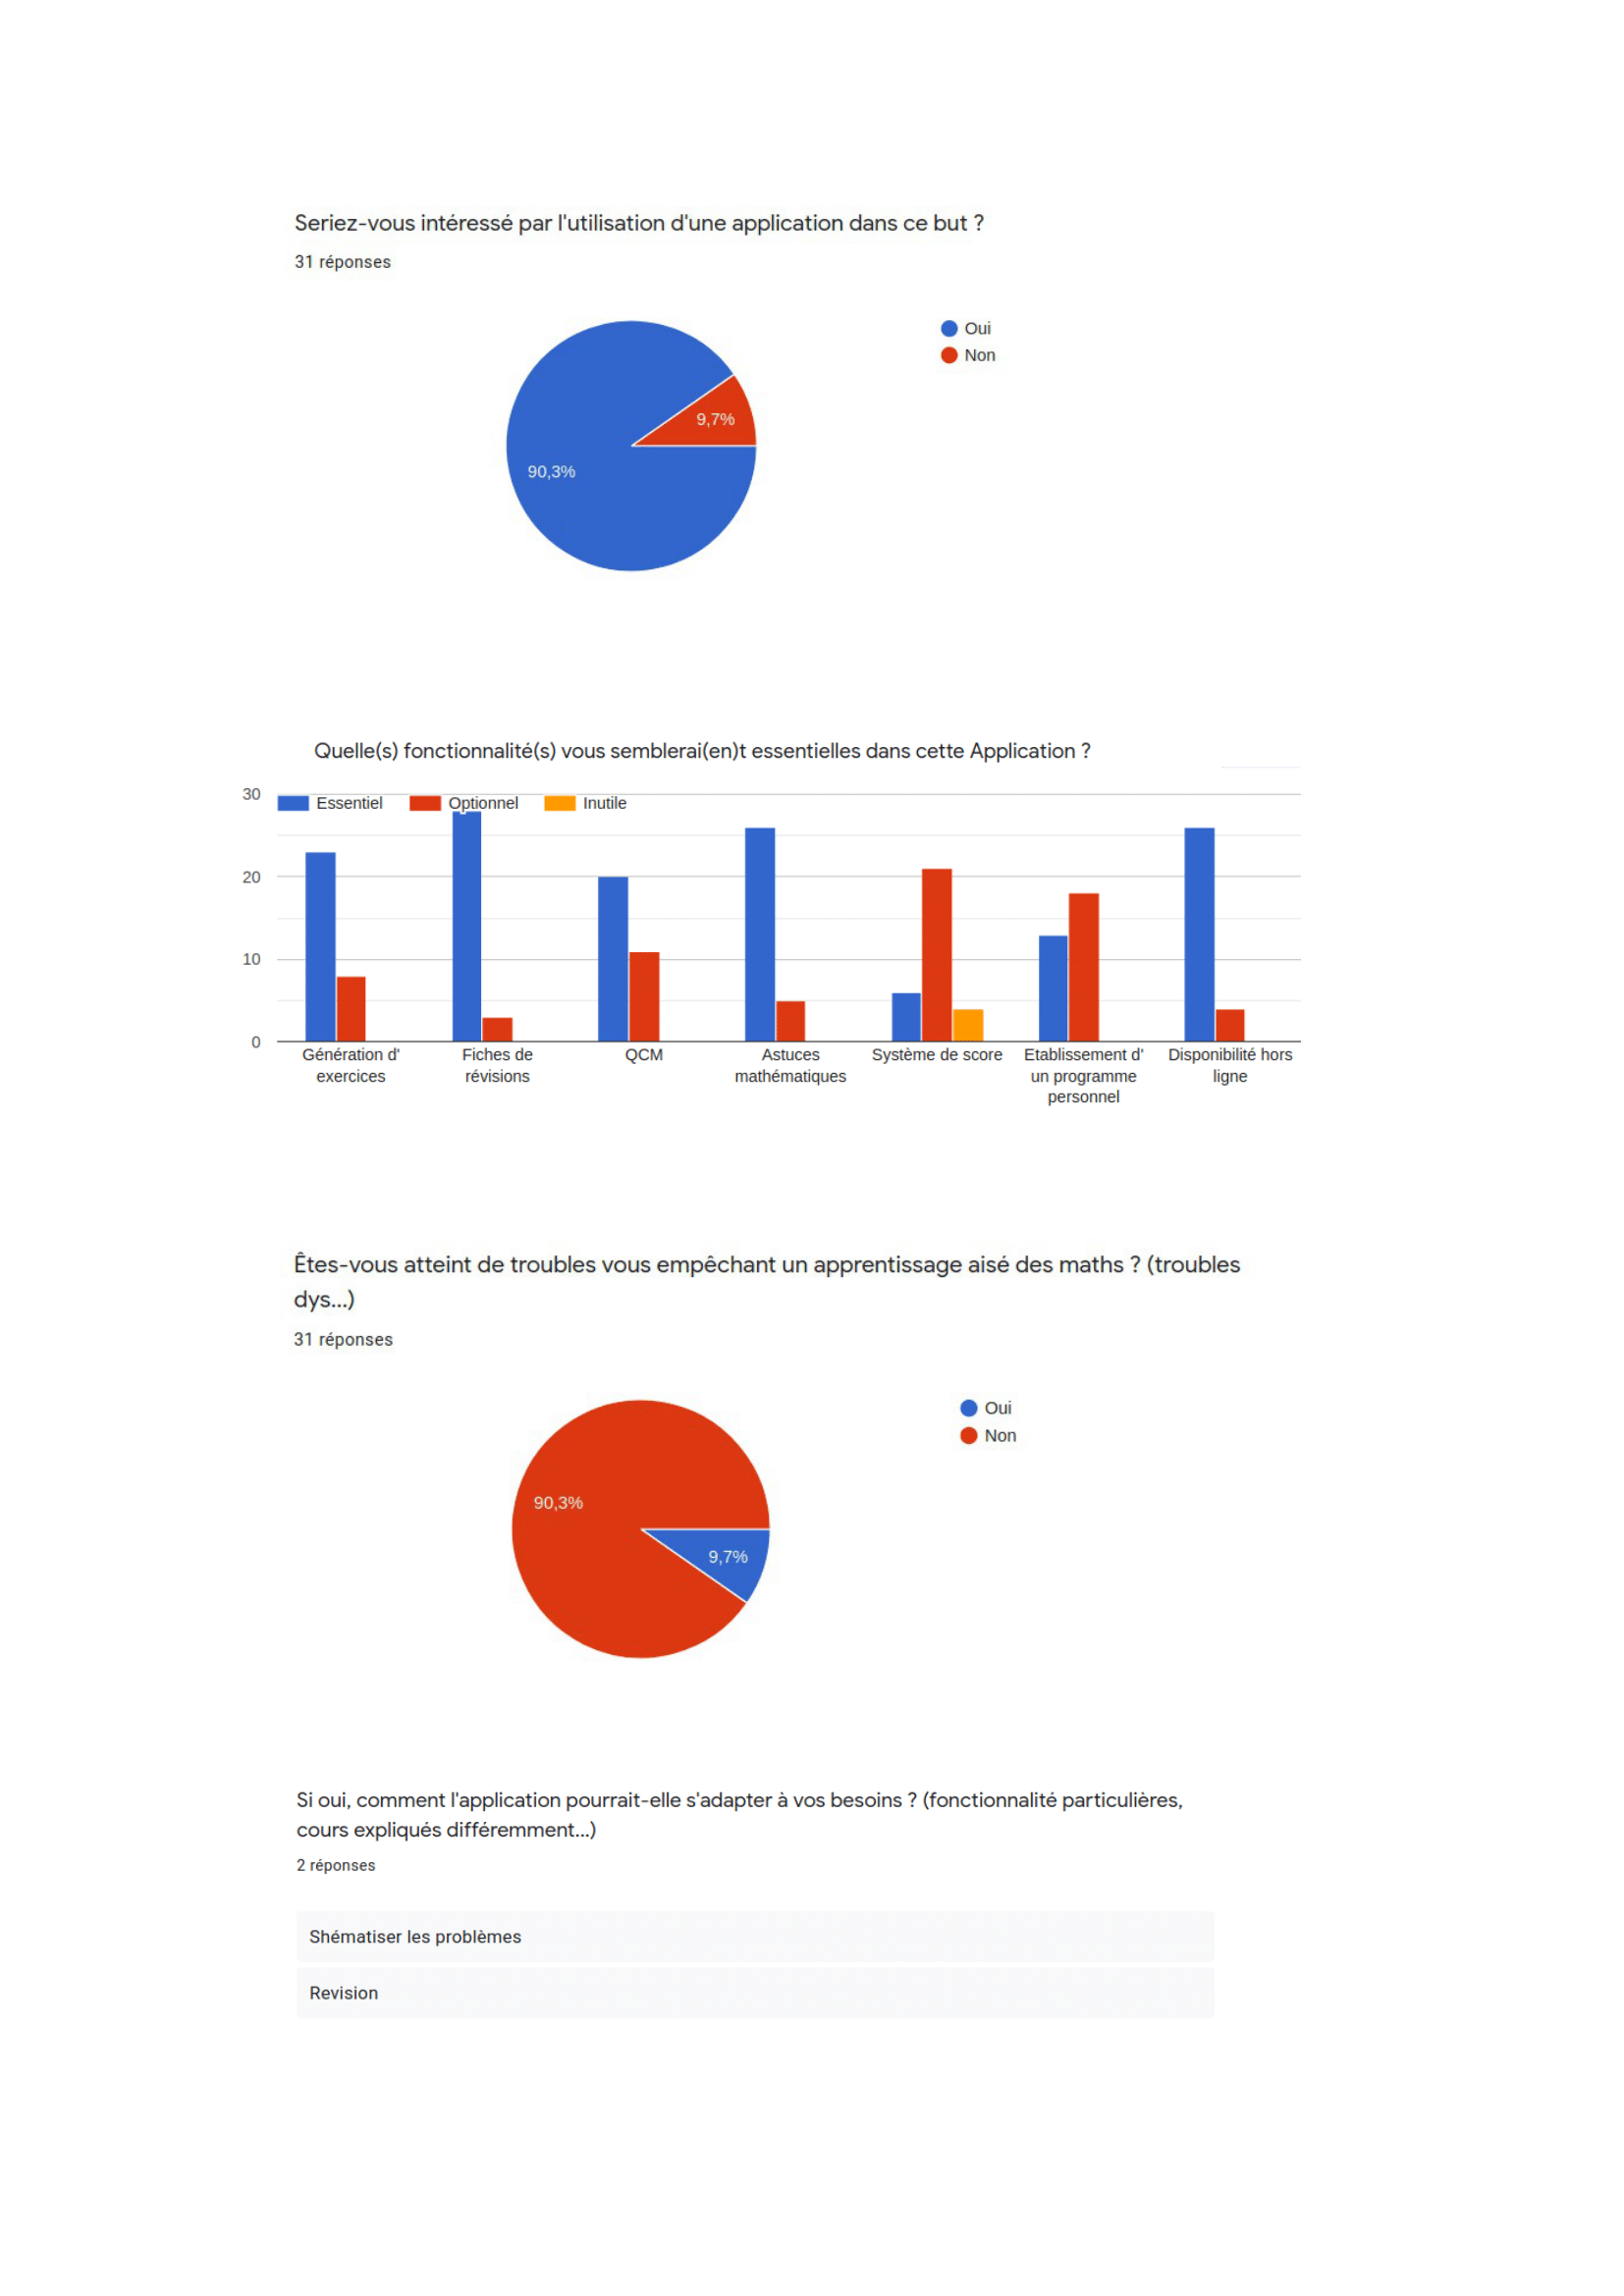 Seriez-vous intéressé par l'utilisation d'une application dans ce but ?
31 réponses
Oui
Non
9,7%
90,3%
Quelle(s) fonctionnalité(s) vous semblerai(en)t essentielles dans cette Application ?
30
Essentiel
Optionnel
Inutile
20
10
0
Génération d'
exercices
Fiches de
révisions
QCM
Astuces
mathématiques
Système de score
Etablissement d'
un programme
personnel
Disponibilité hors
ligne
Êtes-vous atteint de troubles vous empêchant un apprentissage aisé des maths ? (troubles
dys...)
31 réponses
Oui
Non
90,3%
9,7%
Si oui, comment l'application pourrait-elle s'adapter à vos besoins ? (fonctionnalité particulières,
cours expliqués différemment...)
2 réponses
Shématiser les problèmes
Revision